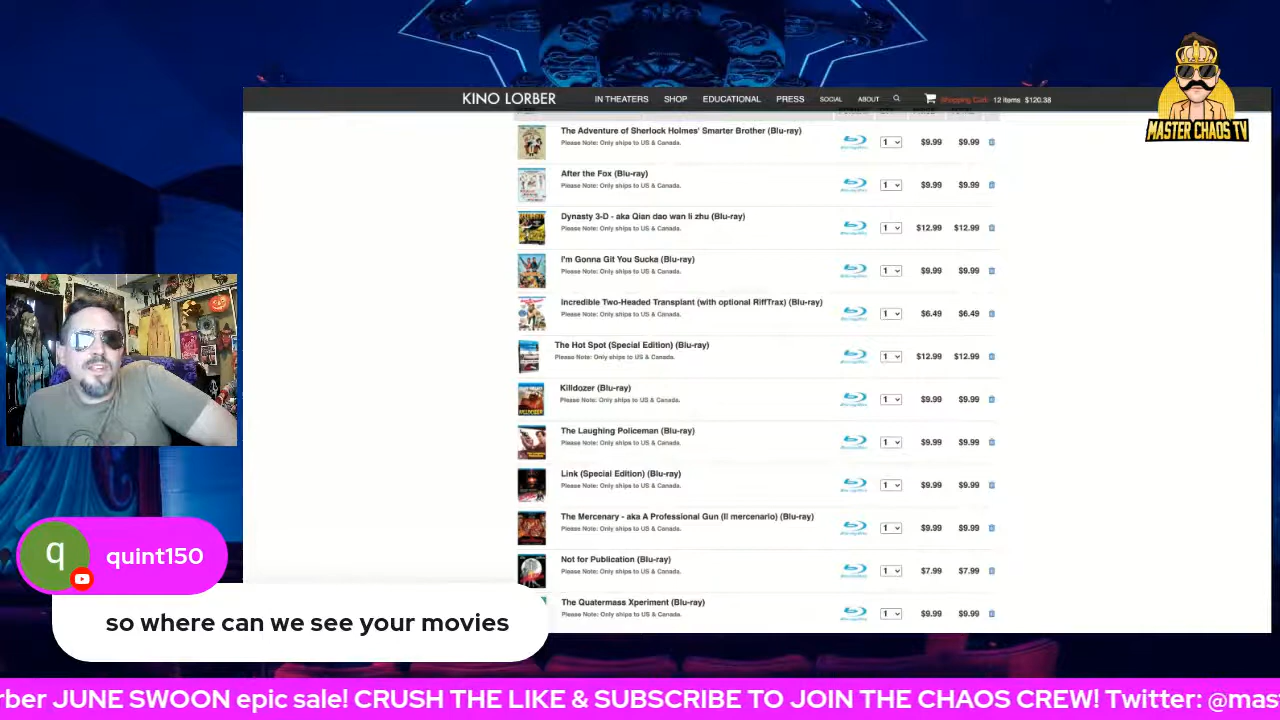 KINO LORBER IN THEATERS SHOP EDUCATIONAL PRESS SOCIAL ABOUT Shopping Cart: 12 items $120.38
MASTER CHAOS TV
The Adventure of Sherlock Holmes' Smarter Brother (Blu-ray)
Please Note: Only ships to US & Canada.
1 $9.99 $9.99
After the Fox (Blu-ray)
Please Note: Only ships to US & Canada.
1 $9.99 $9.99
Dynasty 3-D - aka Qian dao wan li zhu (Blu-ray)
Please Note: Only ships to US & Canada.
1 $12.99 $12.99
I'm Gonna Git You Sucka (Blu-ray)
Please Note: Only ships to US & Canada.
1 $9.99 $9.99
Incredible Two-Headed Transplant (with optional RiffTrax) (Blu-ray)
Please Note: Only ships to US & Canada.
1 $6.49 $6.49
The Hot Spot (Special Edition) (Blu-ray)
Please Note: Only ships to US & Canada.
1 $12.99 $12.99
Killdozer (Blu-ray)
Please Note: Only ships to US & Canada.
1 $9.99 $9.99
The Laughing Policeman (Blu-ray)
Please Note: Only ships to US & Canada.
1 $9.99 $9.99
Link (Special Edition) (Blu-ray)
Please Note: Only ships to US & Canada.
1 $9.99 $9.99
The Mercenary - aka A Professional Gun (Il mercenario) (Blu-ray)
Please Note: Only ships to US & Canada.
1 $9.99 $9.99
Not for Publication (Blu-ray)
Please Note: Only ships to US & Canada.
1 $7.99 $7.99
The Quatermass Xperiment (Blu-ray)
1 $9.99 $9.99
q quint150
so where can we see your movies
rber JUNE SWOON epic sale! CRUSH THE LIKE & SUBSCRIBE TO JOIN THE CHAOS CREW! Twitter: @mast